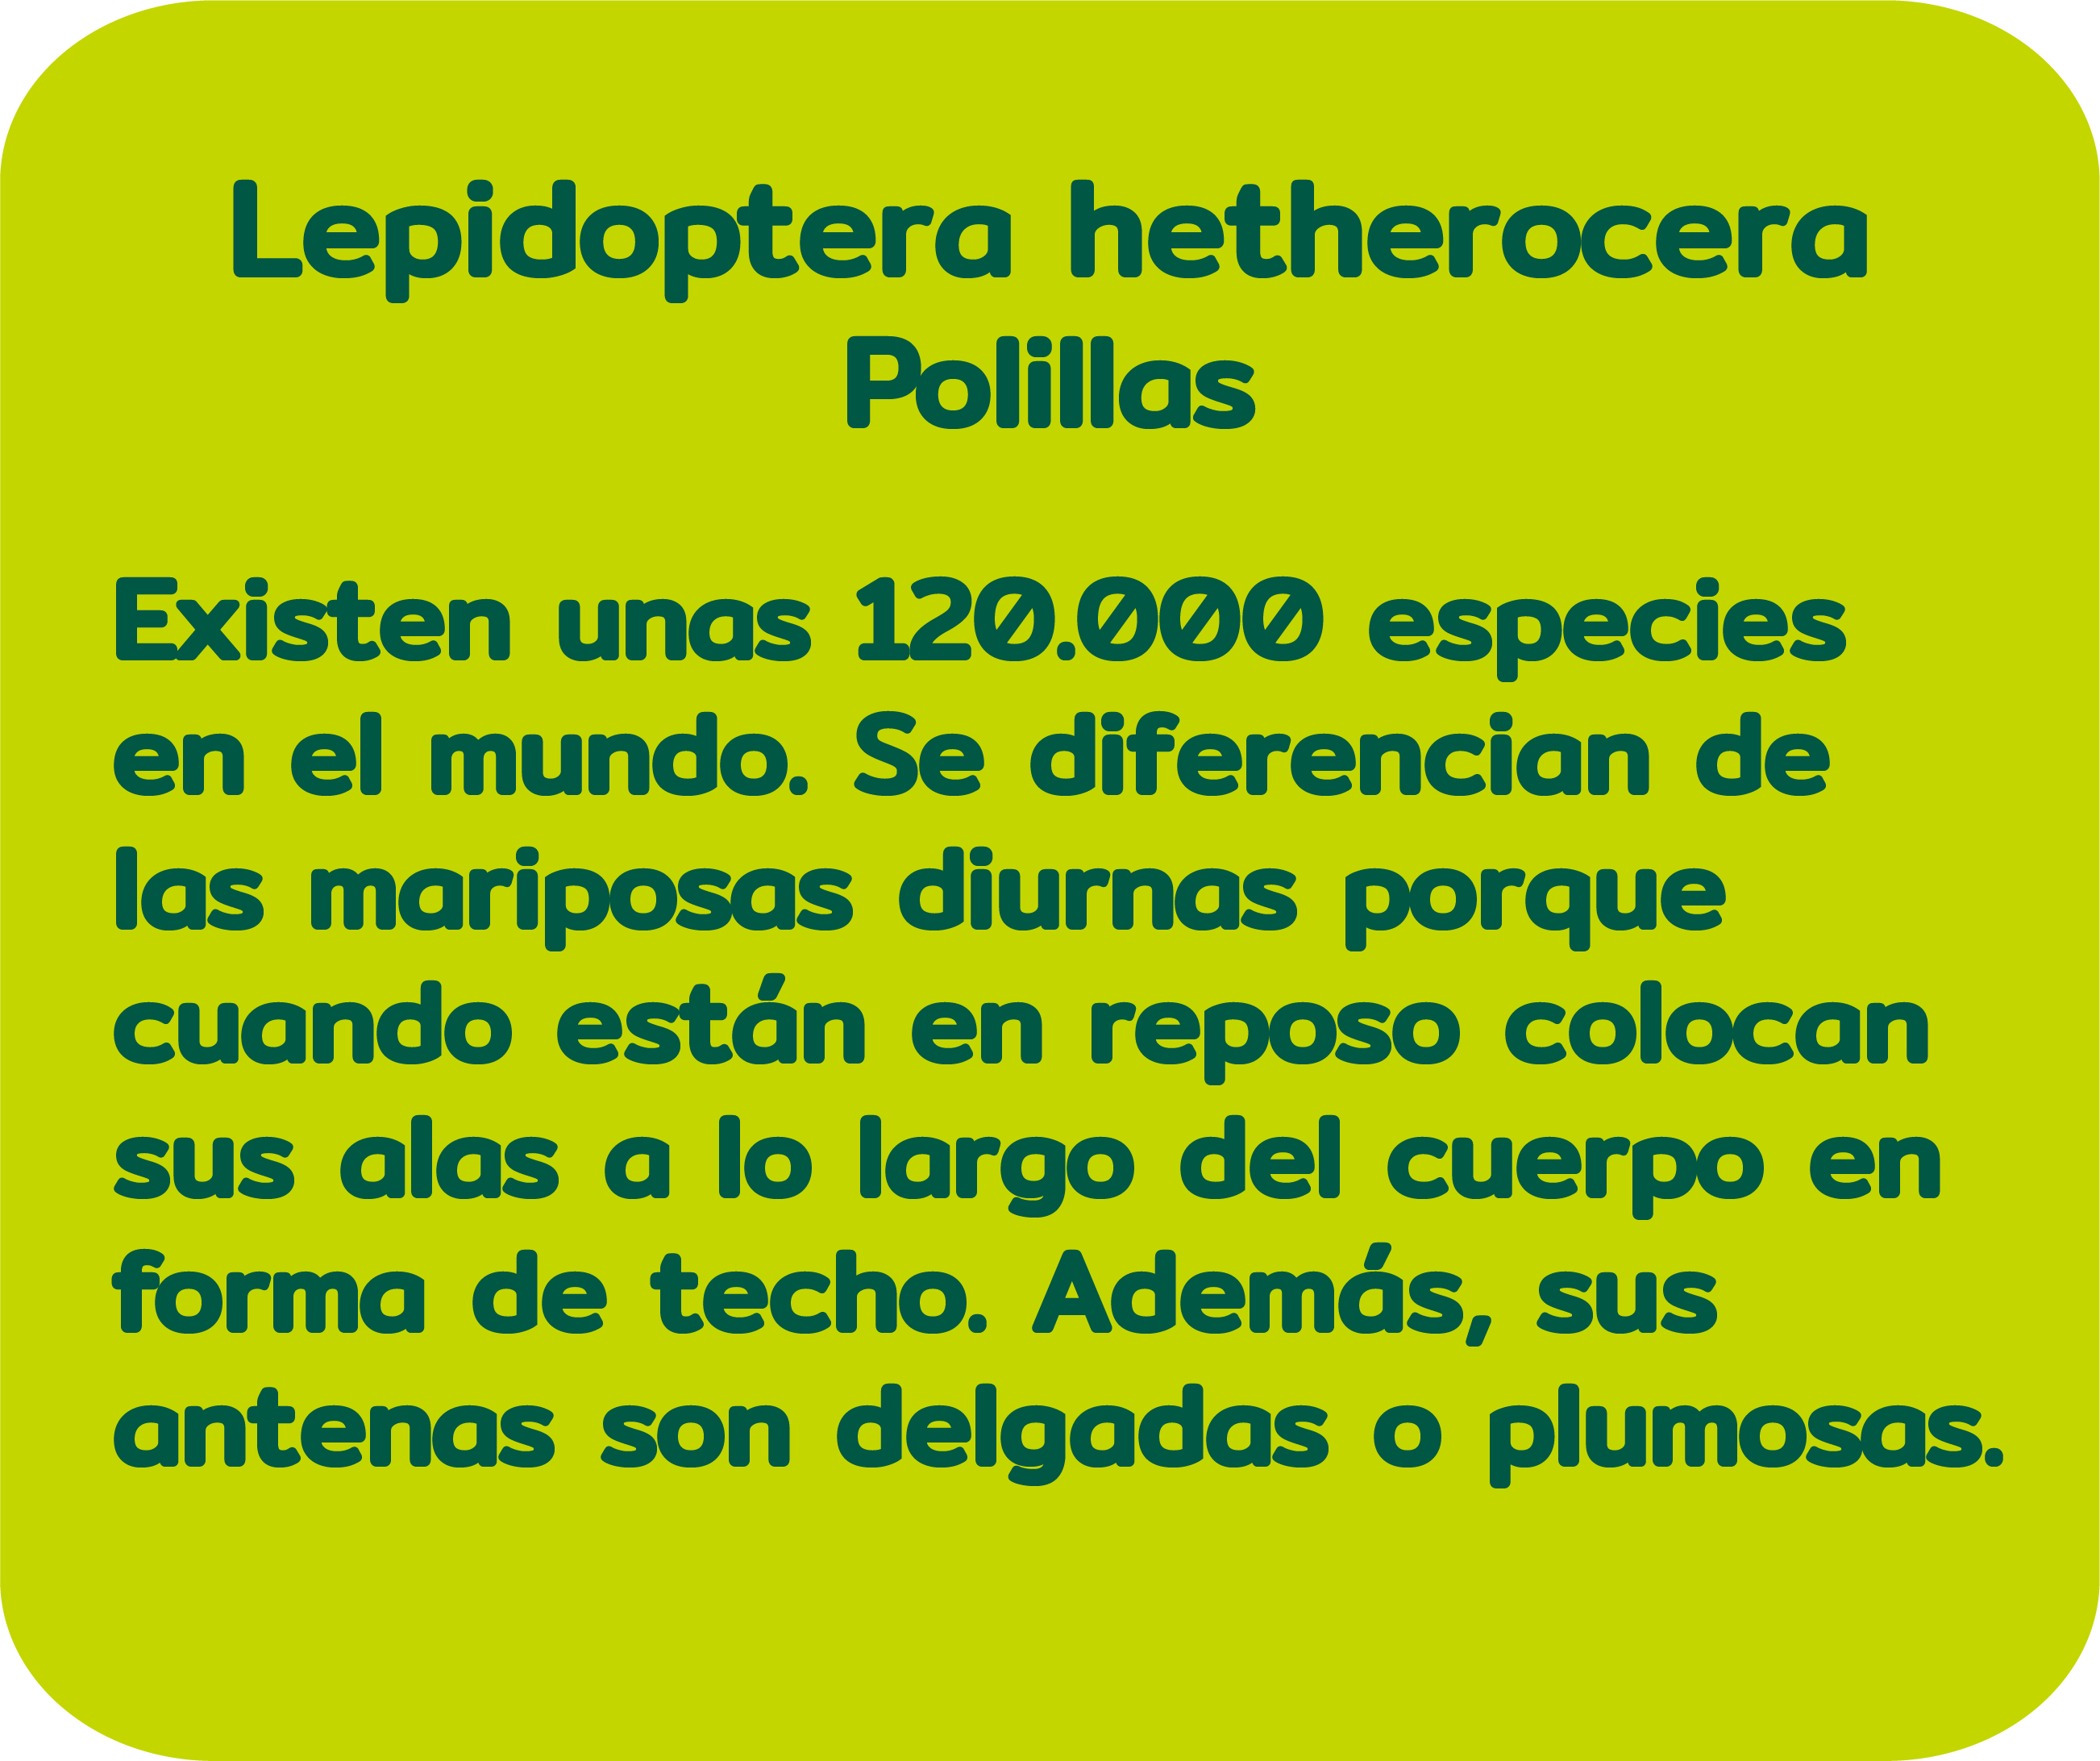 Lepidoptera hetherocera
Polillas
Existen unas 120.000 especies
en el mundo. Se diferencian de
las mariposas diurnas porque
cuando están en reposo colocan
sus alas a lo largo del cuerpo en
forma de techo. Además, sus
antenas son delgadas o plumosas.